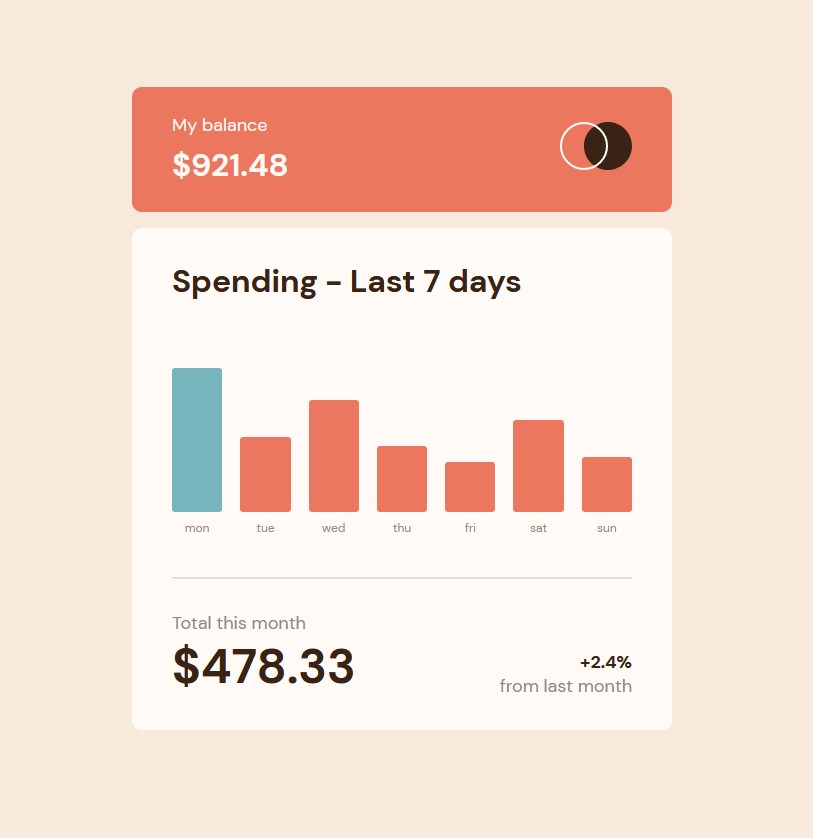 My balance
$921.48
Spending - Last 7 days
mon tue wed thu fri sat sun
Total this month
$478.33
+2.4%
from last month